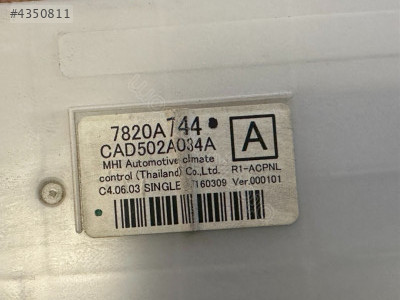 #4350811
7820A744
CAD502A034A
MHI Automotive climate
control (Thailand) Co.,Ltd.
A
R1-ACPNL
C4.06.03 SINGLE 160309 Ver.000101